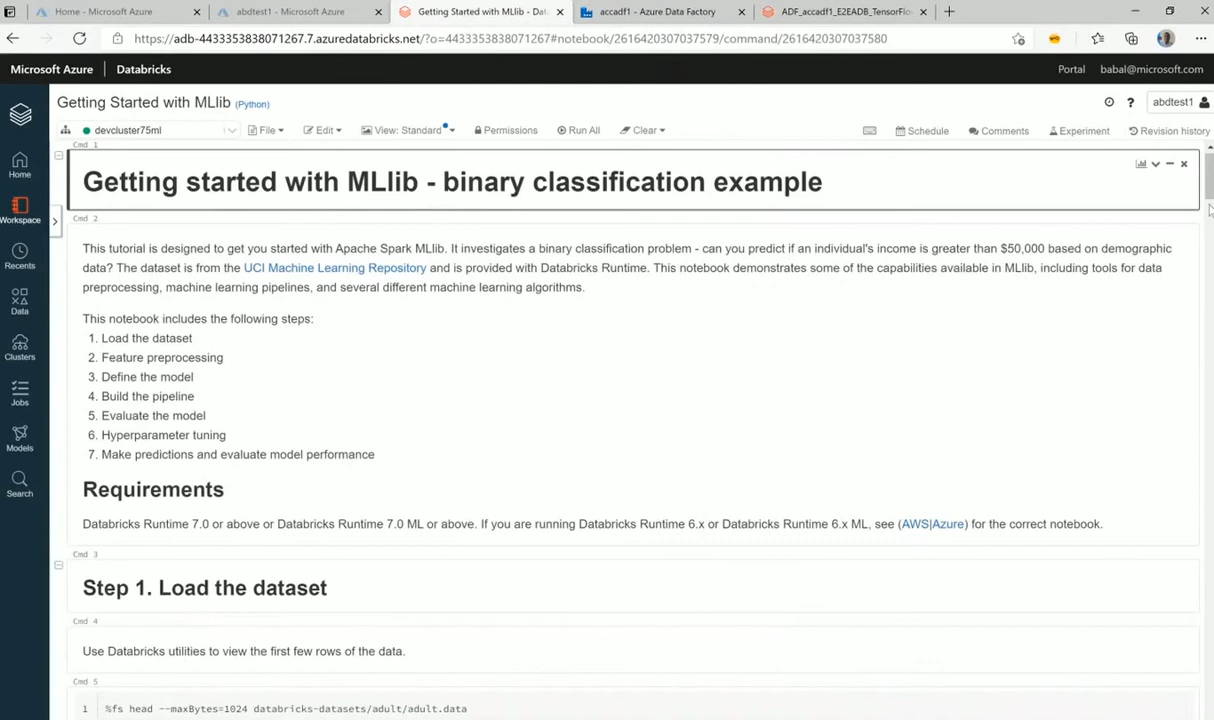 Home - Microsoft Azure
abdtest1 - Microsoft Azure
Getting Started with MLlib - Dat
accadf1 - Azure Data Factory
ADF_accadf1_E2EADB_TensorFlo
https://adb-4433353838071267.7.azuredatabricks.net/?o=4433353838071267#notebook/2616420307037579/command/2616420307037580
Microsoft Azure Databricks Portal babal@microsoft.com
Getting Started with MLlib (Python) abdtest1
devcluster75ml File Edit View: Standard Permissions Run All Clear Schedule Comments Experiment Revision history
Home
Workspace
Recents
Data
Clusters
Jobs
Models
Search
Cmd 1
Getting started with MLlib - binary classification example
Cmd 2
This tutorial is designed to get you started with Apache Spark MLlib. It investigates a binary classification problem - can you predict if an individual's income is greater than $50,000 based on demographic
data? The dataset is from the UCI Machine Learning Repository and is provided with Databricks Runtime. This notebook demonstrates some of the capabilities available in MLlib, including tools for data
preprocessing, machine learning pipelines, and several different machine learning algorithms.
This notebook includes the following steps:
1. Load the dataset
2. Feature preprocessing
3. Define the model
4. Build the pipeline
5. Evaluate the model
6. Hyperparameter tuning
7. Make predictions and evaluate model performance
Requirements
Databricks Runtime 7.0 or above or Databricks Runtime 7.0 ML or above. If you are running Databricks Runtime 6.x or Databricks Runtime 6.x ML, see (AWS|Azure) for the correct notebook.
Cmd 3
Step 1. Load the dataset
Cmd 4
Use Databricks utilities to view the first few rows of the data.
Cmd 5
1 %fs head --maxBytes=1024 databricks-datasets/adult/adult.data